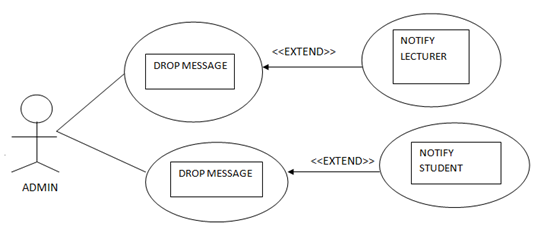 <<EXTEND>>
NOTIFY
LECTURER
DROP MESSAGE
<<EXTEND>>
NOTIFY
STUDENT
DROP MESSAGE
ADMIN